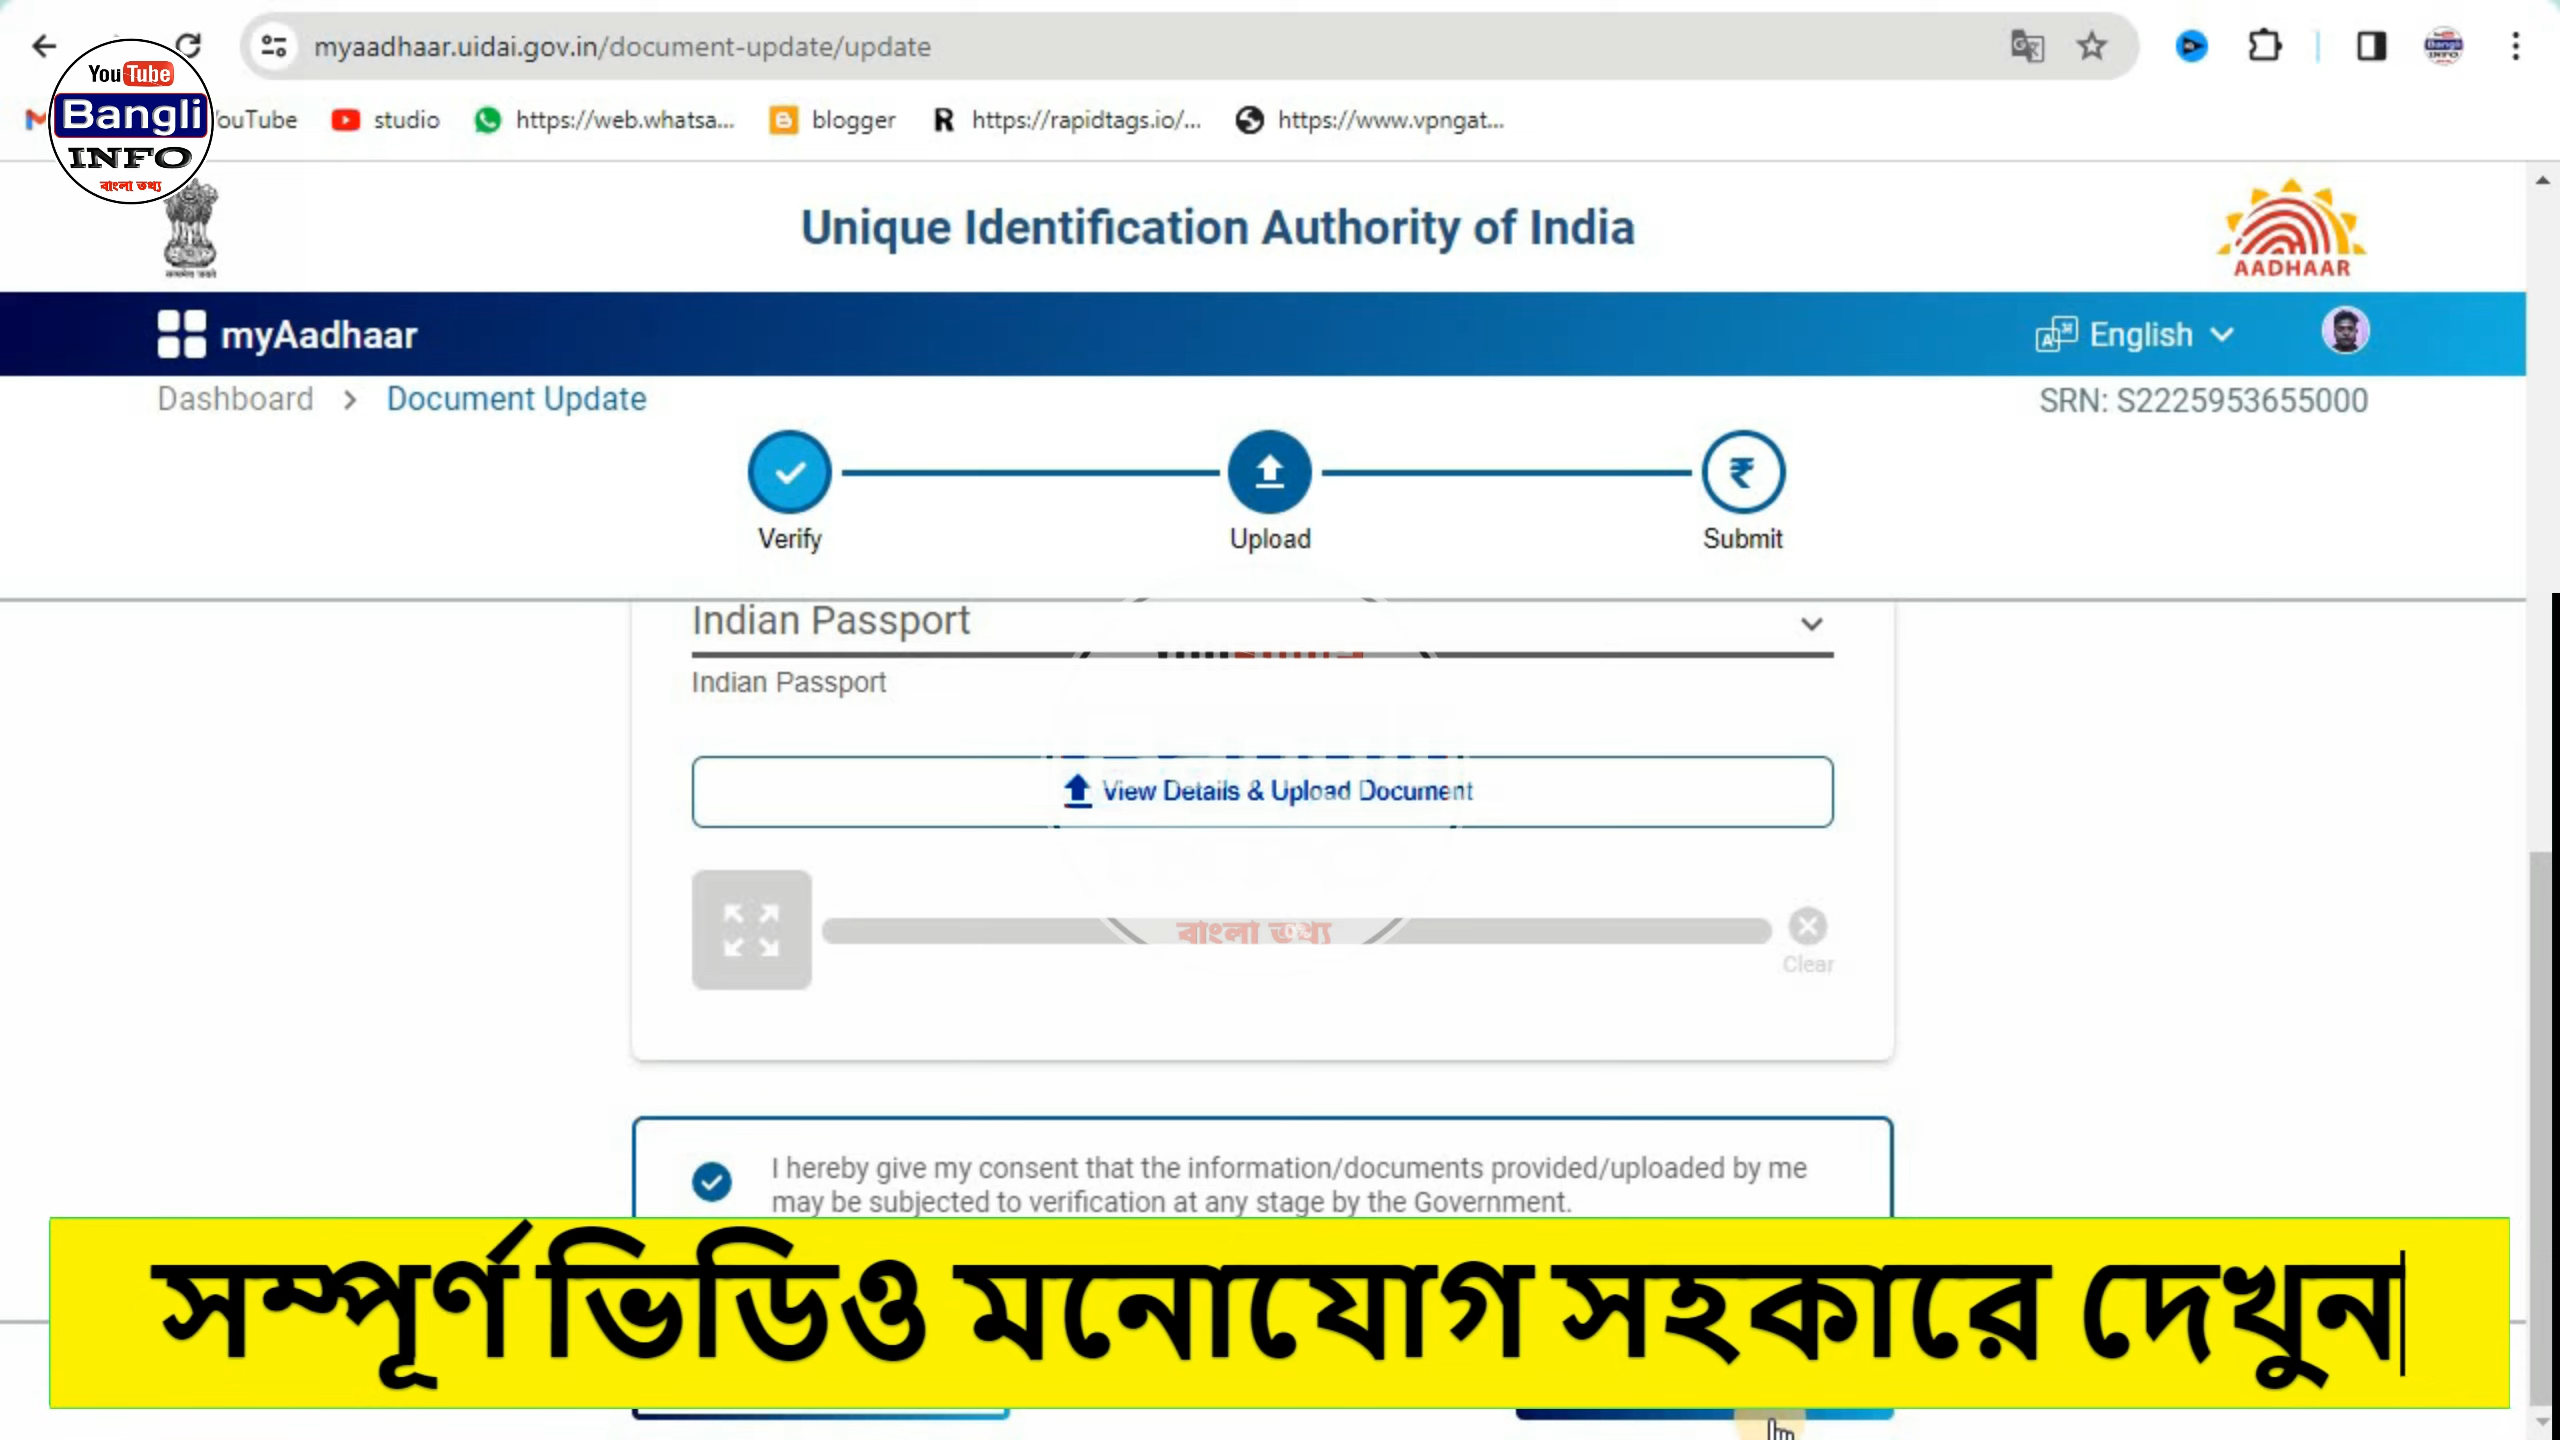 myaadhaar.uidai.gov.in/document-update/update
YouTube
Bangli
INFO
বাংলা তথ্য
ouTube
studio
https://web.whatsa...
blogger
https://rapidtags.io/...
https://www.vpngat...
Unique Identification Authority of India
AADHAAR
myAadhaar
English
Dashboard > Document Update
SRN: S2225953655000
Verify
Upload
Submit
Indian Passport
Indian Passport
View Details & Upload Document
বাংলা তথ্য
Clear
I hereby give my consent that the information/documents provided/uploaded by me
may be subjected to verification at any stage by the Government.
সম্পূর্ণ ভিডিও মনোযোগ সহকারে দেখুন